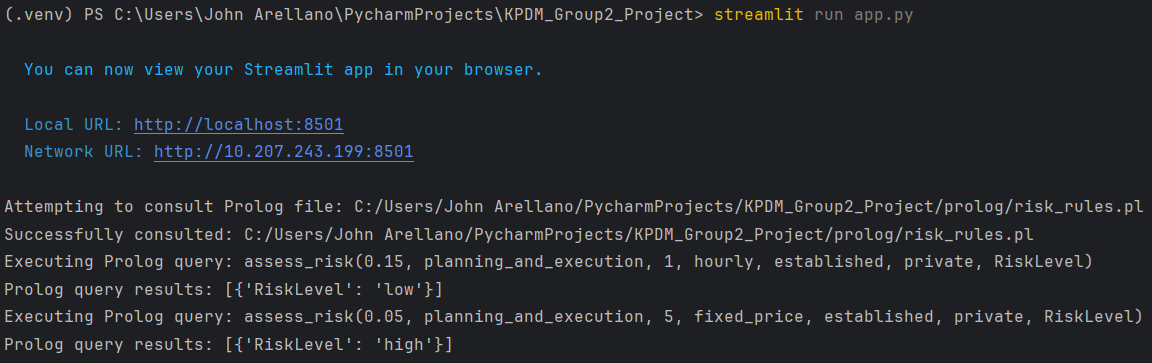 (.venv) PS C:\Users\John Arellano\PycharmProjects\KPDM_Group2_Project> streamlit run app.py
You can now view your Streamlit app in your browser.
Local URL: http://localhost:8501
Network URL: http://10.207.243.199:8501
Attempting to consult Prolog file: C:/Users/John Arellano/PycharmProjects/KPDM_Group2_Project/prolog/risk_rules.pl
Successfully consulted: C:/Users/John Arellano/PycharmProjects/KPDM_Group2_Project/prolog/risk_rules.pl
Executing Prolog query: assess_risk(0.15, planning_and_execution, 1, hourly, established, private, RiskLevel)
Prolog query results: [{'RiskLevel': 'low'}]
Executing Prolog query: assess_risk(0.05, planning_and_execution, 5, fixed_price, established, private, RiskLevel)
Prolog query results: [{'RiskLevel': 'high'}]